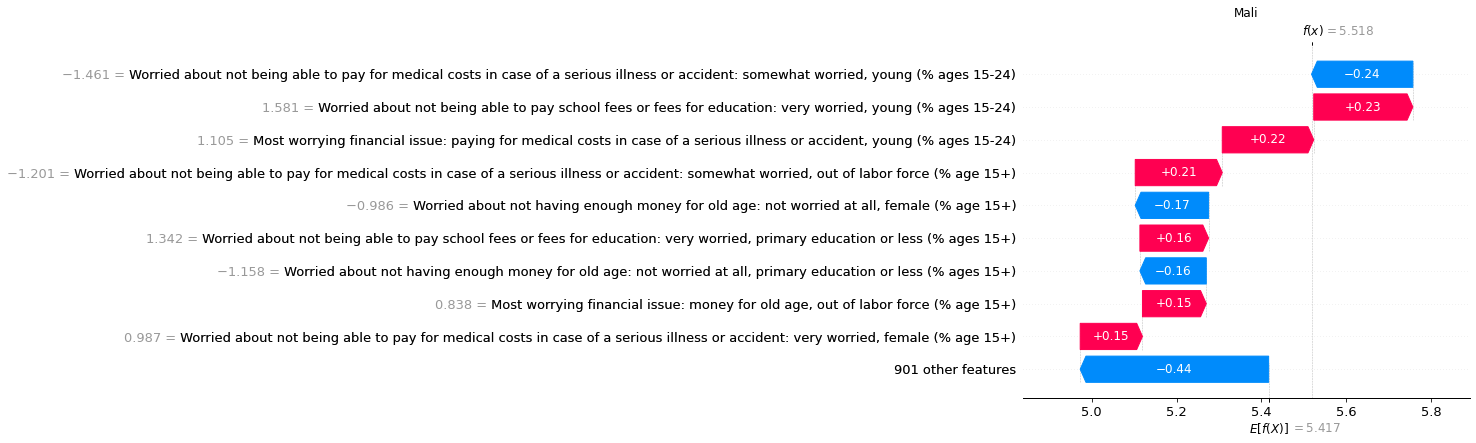 Mali
f(x) = 5.518
−1.461 = Worried about not being able to pay for medical costs in case of a serious illness or accident: somewhat worried, young (% ages 15-24)
−0.24
1.581 = Worried about not being able to pay school fees or fees for education: very worried, young (% ages 15-24)
+0.23
1.105 = Most worrying financial issue: paying for medical costs in case of a serious illness or accident, young (% ages 15-24)
+0.22
−1.201 = Worried about not being able to pay for medical costs in case of a serious illness or accident: somewhat worried, out of labor force (% age 15+)
+0.21
−0.986 = Worried about not having enough money for old age: not worried at all, female (% age 15+)
−0.17
1.342 = Worried about not being able to pay school fees or fees for education: very worried, primary education or less (% ages 15+)
+0.16
−1.158 = Worried about not having enough money for old age: not worried at all, primary education or less (% ages 15+)
−0.16
0.838 = Most worrying financial issue: money for old age, out of labor force (% age 15+)
+0.15
0.987 = Worried about not being able to pay for medical costs in case of a serious illness or accident: very worried, female (% age 15+)
+0.15
901 other features
−0.44
5.0 5.2 5.4 5.6 5.8
E[f(X)] = 5.417